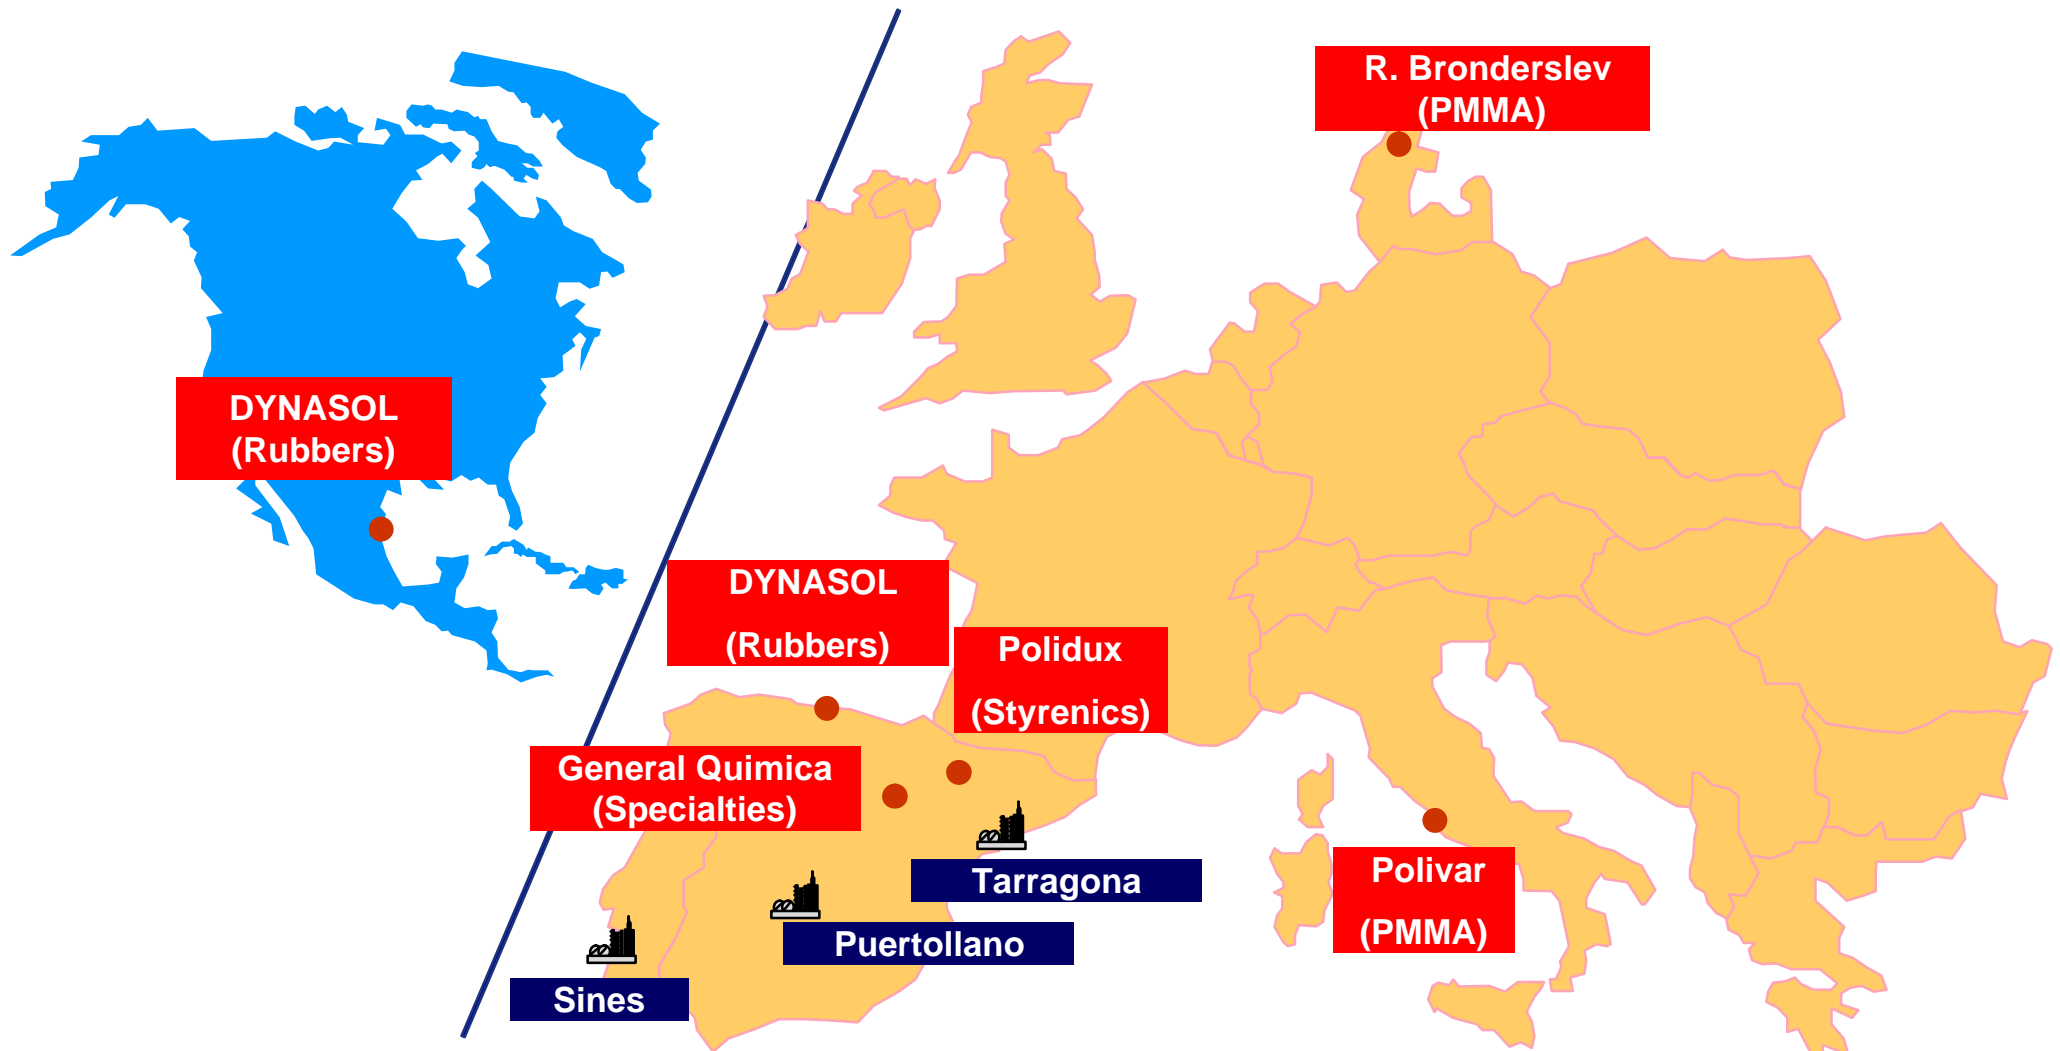 R. Bronderslev
(PMMA)
DYNASOL
(Rubbers)
DYNASOL
(Rubbers)
Polidux
(Styrenics)
General Quimica
(Specialties)
Tarragona
Polivar
(PMMA)
Puertollano
Sines